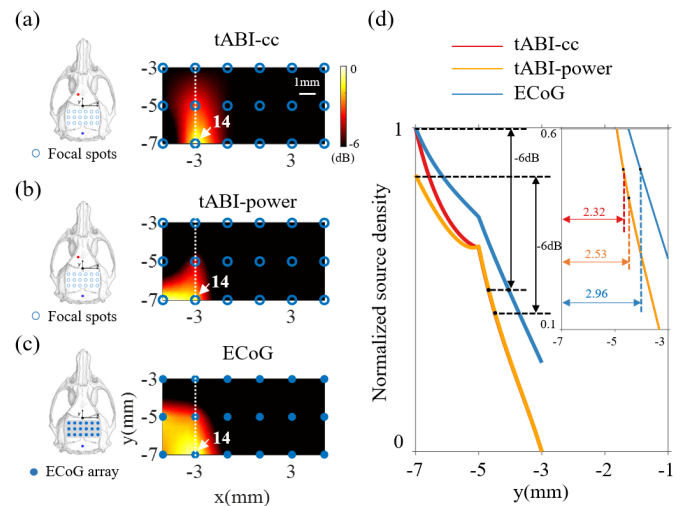 (a)
tABI-cc
-3
-5
-7
y
x
1mm
14
0
-6
(dB)
-3
3
Focal spots
(b)
tABI-power
-3
-5
-7
y
x
14
-3
3
Focal spots
(c)
ECoG
-3
-5
-7
y
x
14
y(mm)
-3
3
x(mm)
ECoG array
(d)
tABI-cc
tABI-power
ECoG
Normalized source density
1
0
-6dB
-6dB
0.6
0.1
2.32
2.53
2.96
-7
-5
-4
-3
-7
-5
-4
-3
-2
-1
y(mm)